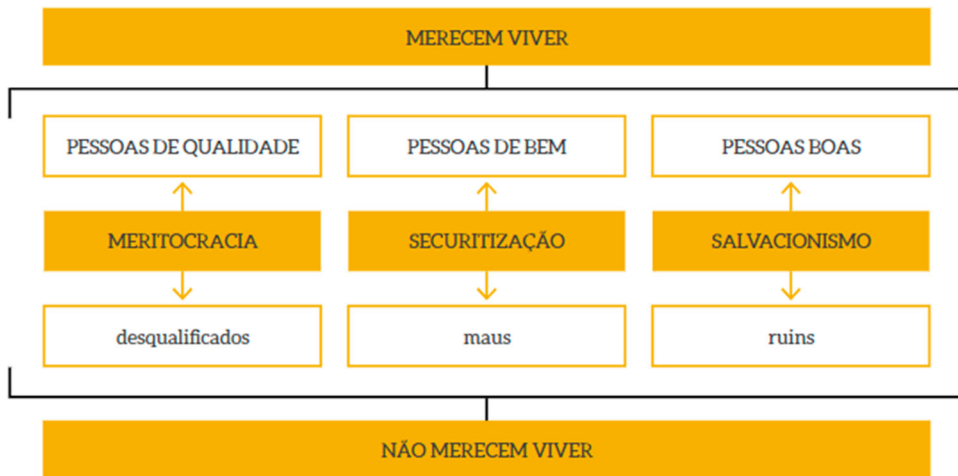 MERECEM VIVER
PESSOAS DE QUALIDADE
PESSOAS DE BEM
PESSOAS BOAS
MERITOCRACIA
SECURITIZAÇÃO
SALVACIONISMO
desqualificados
maus
ruins
NÃO MERECEM VIVER